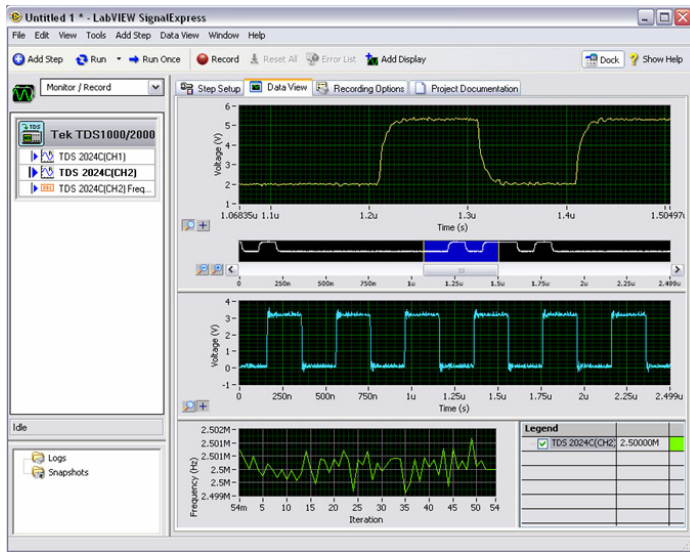 Untitled 1 * - LabVIEW SignalExpress
File Edit View Tools Add Step Data View Window Help
Add Step Run Run Once Record Reset All Error List Add Display Dock Show Help
Monitor / Record
Step Setup Data View Recording Options Project Documentation
Tek TDS1000/2000
TDS 2024C(CH1)
TDS 2024C(CH2)
TDS 2024C(CH2) Freq...
Voltage (V)
6
5
4
3
2
1
1.06835u 1.1u 1.2u 1.3u 1.4u 1.50497u
Time (s)
0 250n 500n 750n 1u 1.25u 1.5u 1.75u 2u 2.25u 2.499u
Voltage (V)
4
3
2
1
0
-1
0 250n 500n 750n 1u 1.25u 1.5u 1.75u 2u 2.25u 2.499u
Time (s)
Idle
Logs
Snapshots
Frequency (Hz)
2.502M
2.501M
2.501M
2.5M
2.5M
2.499M
54m 5 10 15 20 25 30 35 40 45 50 54
Iteration
Legend
TDS 2024C(CH2) 2.50000M